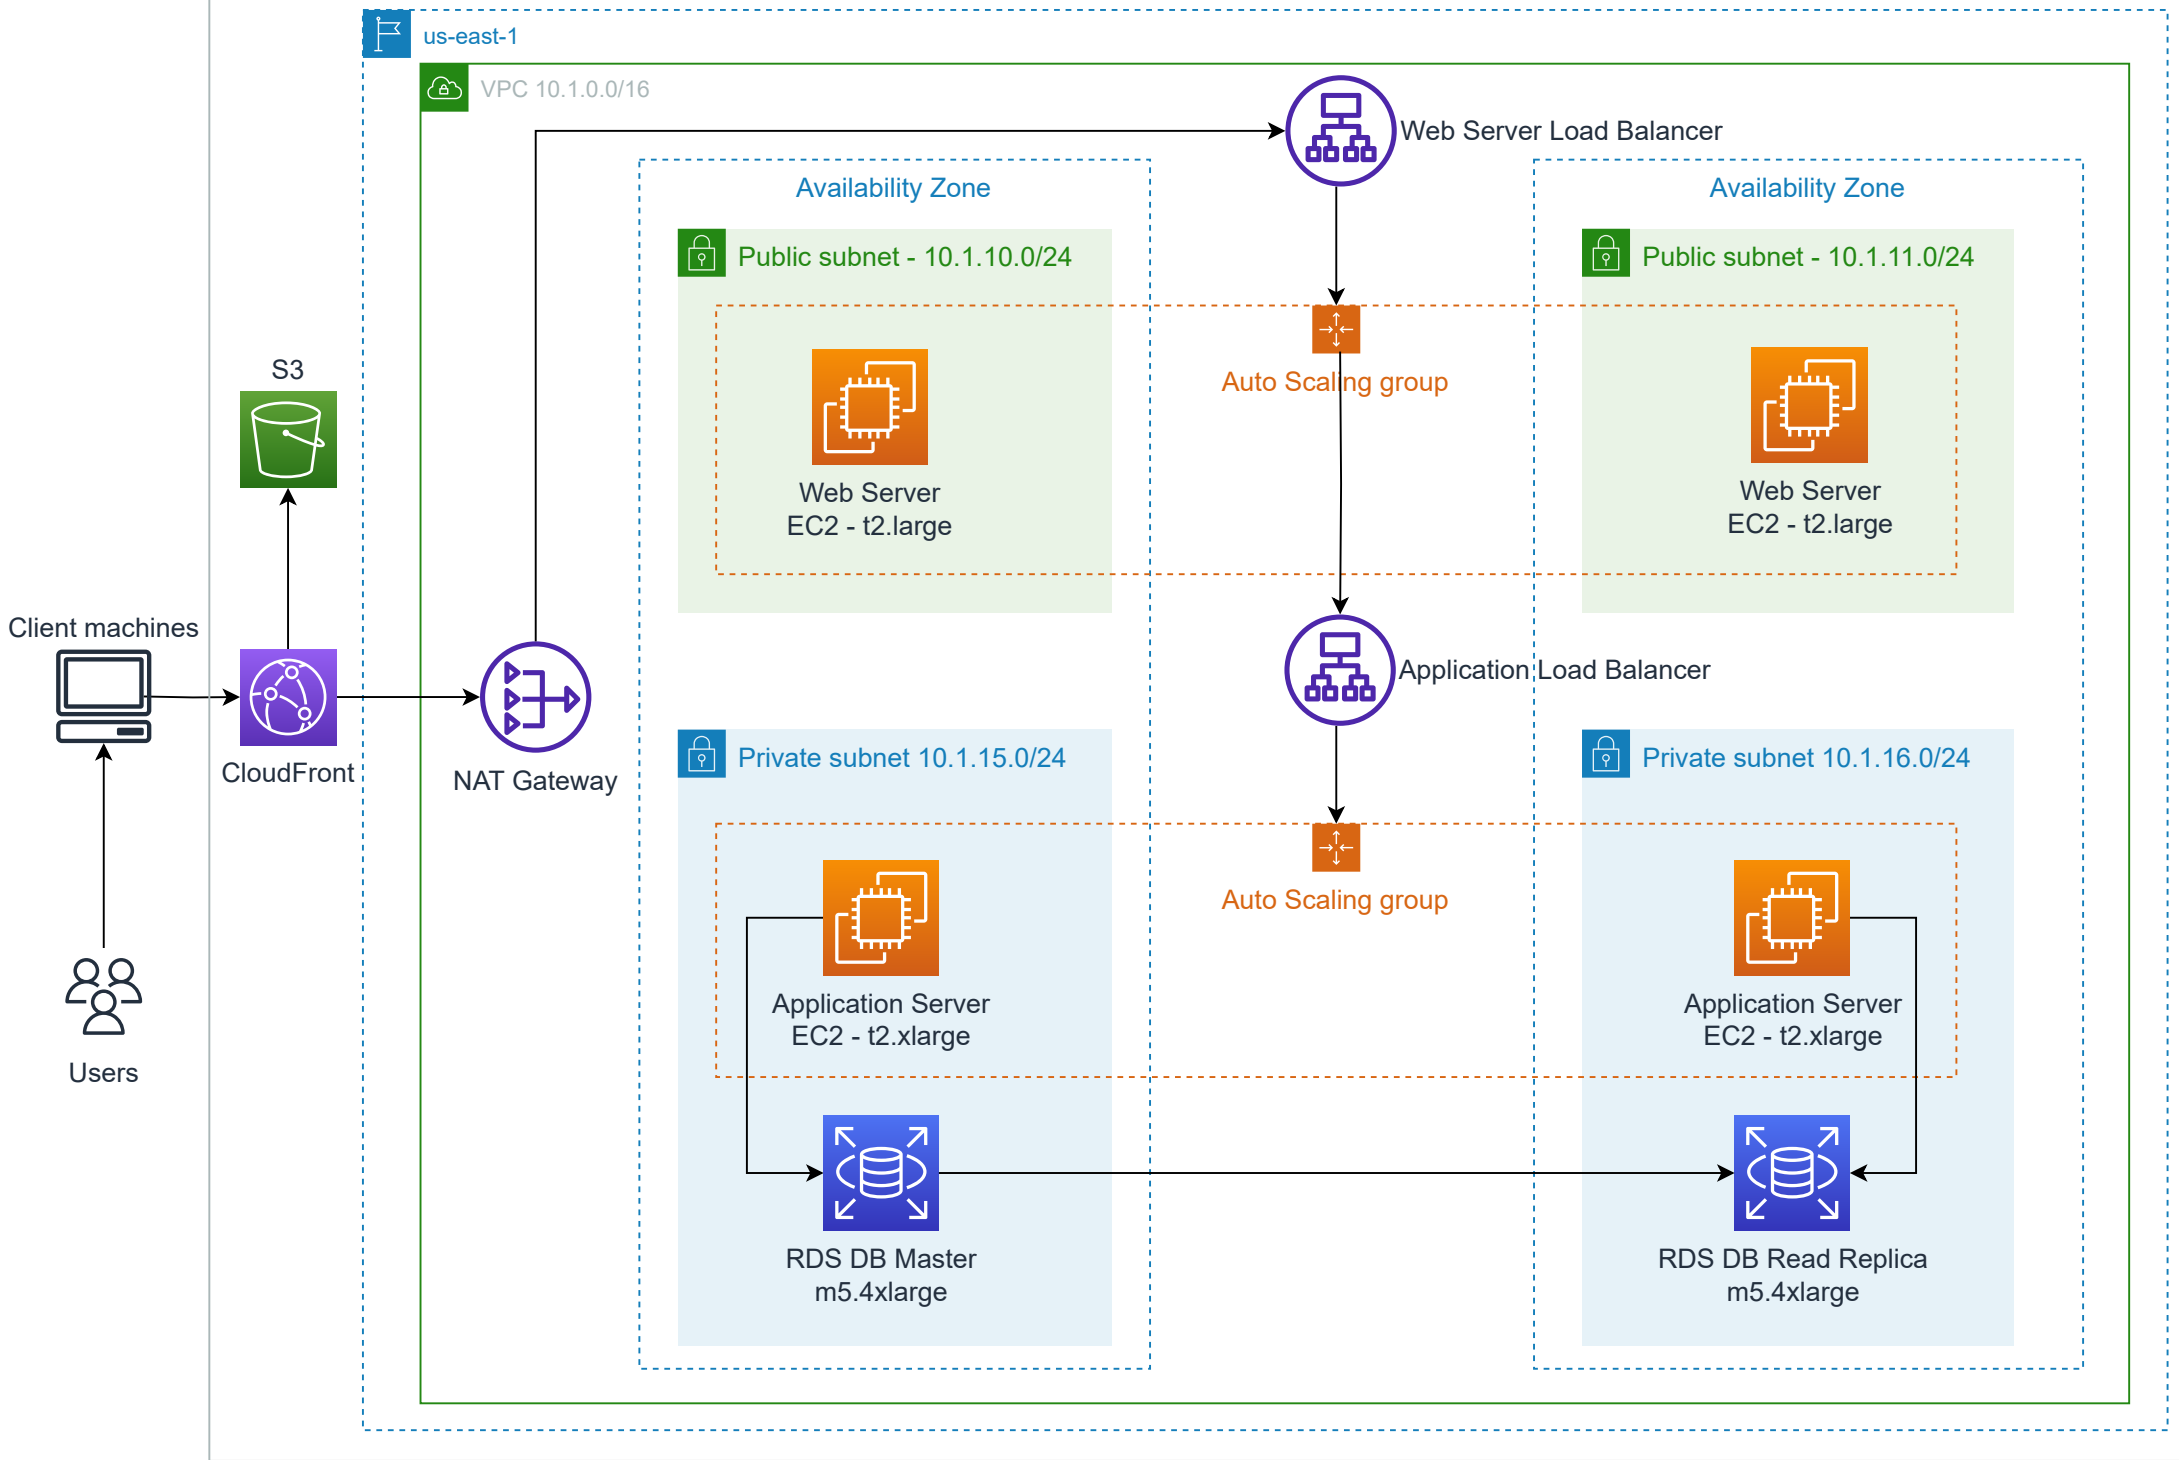 us-east-1
VPC 10.1.0.0/16
Web Server Load Balancer
Availability Zone
Availability Zone
Public subnet - 10.1.10.0/24
Public subnet - 10.1.11.0/24
S3
Auto Scaling group
Web Server
EC2 - t2.large
Web Server
EC2 - t2.large
Client machines
Application Load Balancer
CloudFront
NAT Gateway
Private subnet 10.1.15.0/24
Private subnet 10.1.16.0/24
Auto Scaling group
Application Server
EC2 - t2.xlarge
Application Server
EC2 - t2.xlarge
Users
RDS DB Master
m5.4xlarge
RDS DB Read Replica
m5.4xlarge